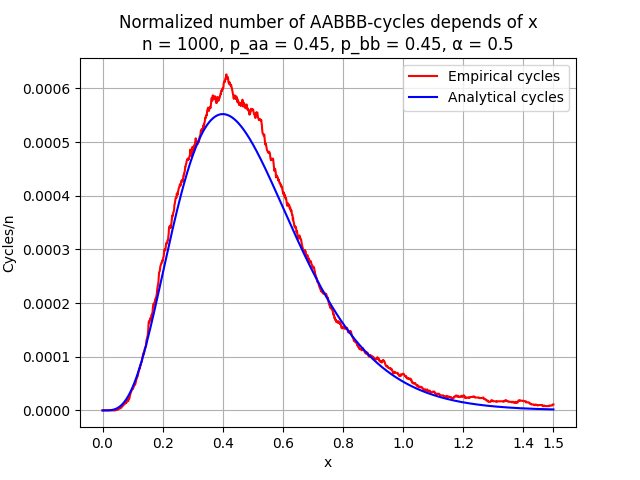 Normalized number of AABBB-cycles depends of x
n = 1000, p_aa = 0.45, p_bb = 0.45, α = 0.5
Empirical cycles
Analytical cycles
Cycles/n
0.0006
0.0005
0.0004
0.0003
0.0002
0.0001
0.0000
0.0 0.2 0.4 0.6 0.8 1.0 1.2 1.4 1.5
x